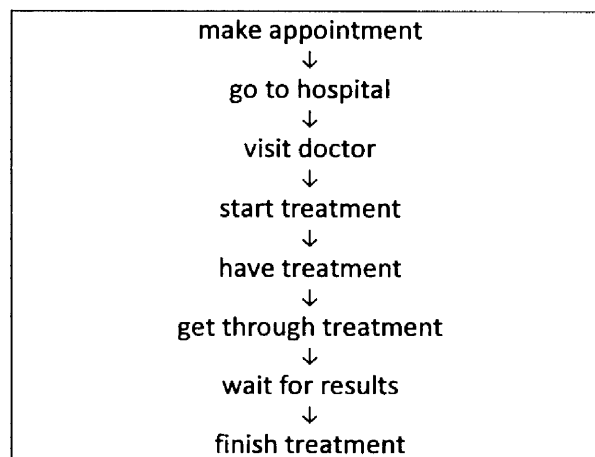 make appointment
↓
go to hospital
↓
visit doctor
↓
start treatment
↓
have treatment
↓
get through treatment
↓
wait for results
↓
finish treatment